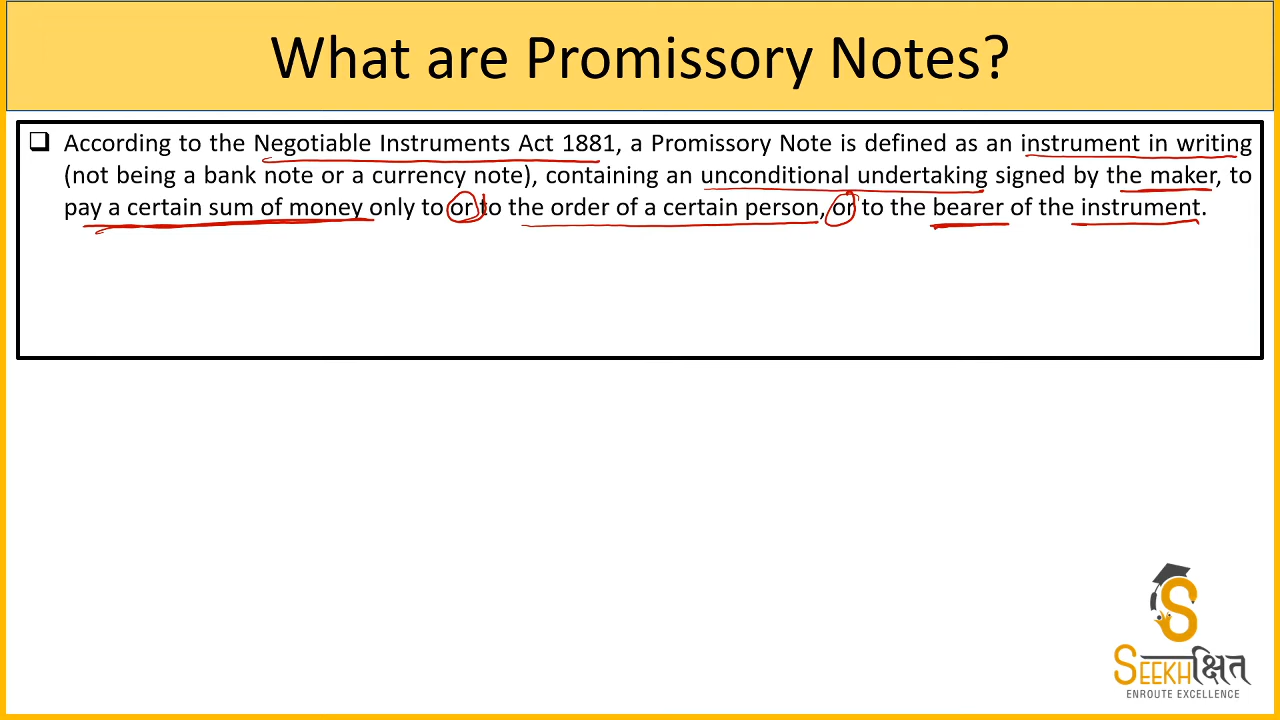 What are Promissory Notes?
❑ According to the Negotiable Instruments Act 1881, a Promissory Note is defined as an instrument in writing
(not being a bank note or a currency note), containing an unconditional undertaking signed by the maker, to
pay a certain sum of money only to or to the order of a certain person, or to the bearer of the instrument.
S
SEEKHक्षित
ENROUTE EXCELLENCE